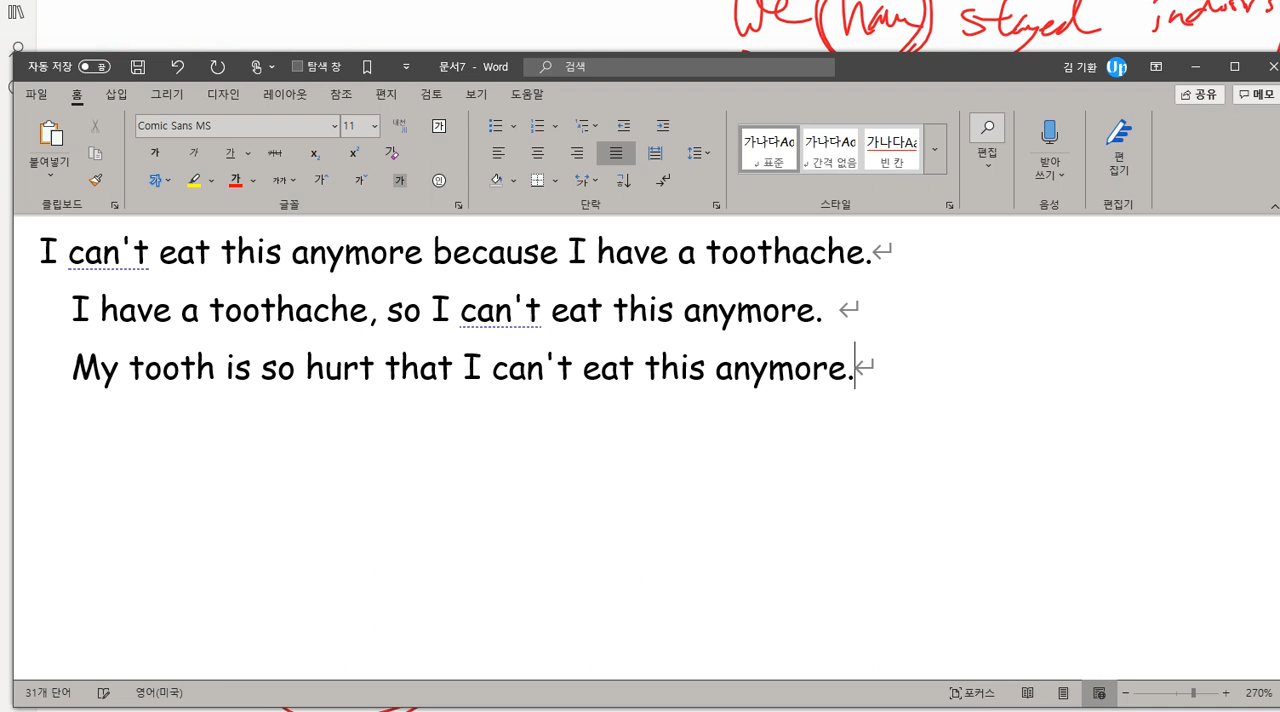 We (have) stayed
자동 저장 끔 탐색 창 문서7 - Word 검색 김 기환 Up
파일 홈 삽입 그리기 디자인 레이아웃 참조 편지 검토 보기 도움말 공유 메모
Comic Sans MS 11
붙여넣기 가나다Aa 표준 가나다Aa 간격 없음 가나다Aa 빈 칸 편집 받아쓰기 편집기
클립보드 글꼴 단락 스타일 음성 편집기
I can't eat this anymore because I have a toothache.
I have a toothache, so I can't eat this anymore.
My tooth is so hurt that I can't eat this anymore.
31개 단어 영어(미국) 포커스 270%